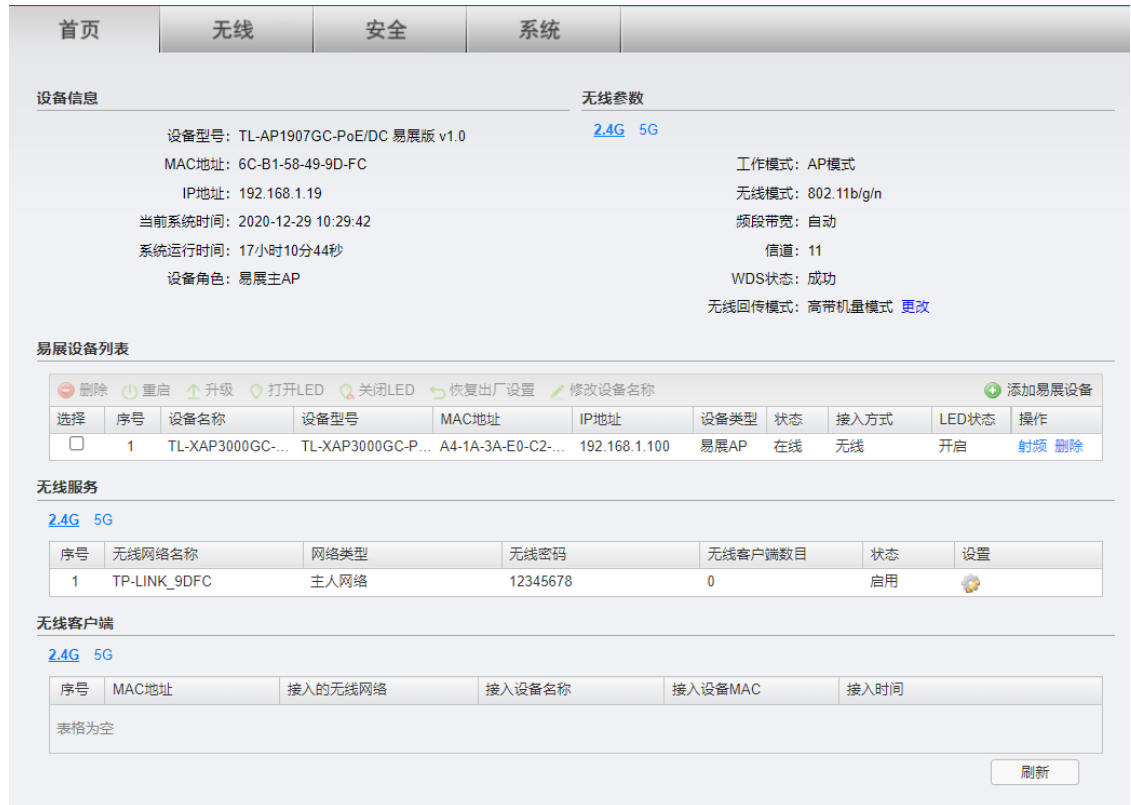 首页 无线 安全 系统
设备信息
设备型号: TL-AP1907GC-PoE/DC 易展版 v1.0
MAC地址: 6C-B1-58-49-9D-FC
IP地址: 192.168.1.19
当前系统时间: 2020-12-29 10:29:42
系统运行时间: 17小时10分44秒
设备角色: 易展主AP
无线参数
2.4G 5G
工作模式: AP模式
无线模式: 802.11b/g/n
频段带宽: 自动
信道: 11
WDS状态: 成功
无线回传模式: 高带机量模式 更改
易展设备列表
删除 重启 升级 打开LED 关闭LED 恢复出厂设置 修改设备名称 添加易展设备
选择 序号 设备名称 设备型号 MAC地址 IP地址 设备类型 状态 接入方式 LED状态 操作
1 TL-XAP3000GC-... TL-XAP3000GC-P... A4-1A-3A-E0-C2-... 192.168.1.100 易展AP 在线 无线 开启 射频 删除
无线服务
2.4G 5G
序号 无线网络名称 网络类型 无线密码 无线客户端数目 状态 设置
1 TP-LINK_9DFC 主人网络 12345678 0 启用
无线客户端
2.4G 5G
序号 MAC地址 接入的无线网络 接入设备名称 接入设备MAC 接入时间
表格为空
刷新